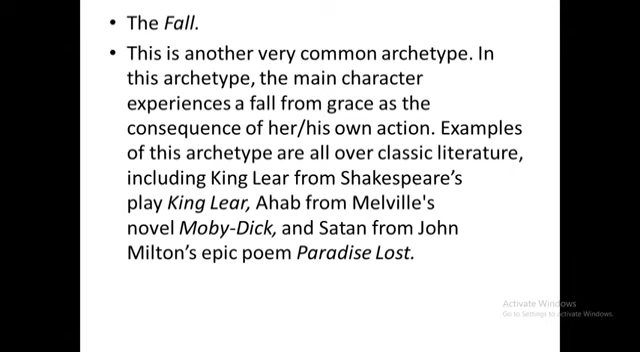 • The Fall.
• This is another very common archetype. In
this archetype, the main character
experiences a fall from grace as the
consequence of her/his own action. Examples
of this archetype are all over classic literature,
including King Lear from Shakespeare’s
play King Lear, Ahab from Melville's
novel Moby-Dick, and Satan from John
Milton’s epic poem Paradise Lost.
Activate Windows
Go to Settings to Activate Windows.